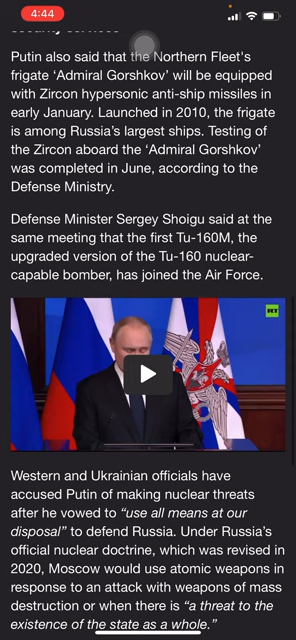 4:44
security services
Putin also said that the Northern Fleet's
frigate ‘Admiral Gorshkov’ will be equipped
with Zircon hypersonic anti-ship missiles in
early January. Launched in 2010, the frigate
is among Russia’s largest ships. Testing of
the Zircon aboard the ‘Admiral Gorshkov’
was completed in June, according to the
Defense Ministry.
Defense Minister Sergey Shoigu said at the
same meeting that the first Tu-160M, the
upgraded version of the Tu-160 nuclear-
capable bomber, has joined the Air Force.
RT
Western and Ukrainian officials have
accused Putin of making nuclear threats
after he vowed to “use all means at our
disposal” to defend Russia. Under Russia’s
official nuclear doctrine, which was revised in
2020, Moscow would use atomic weapons in
response to an attack with weapons of mass
destruction or when there is “a threat to the
existence of the state as a whole.”